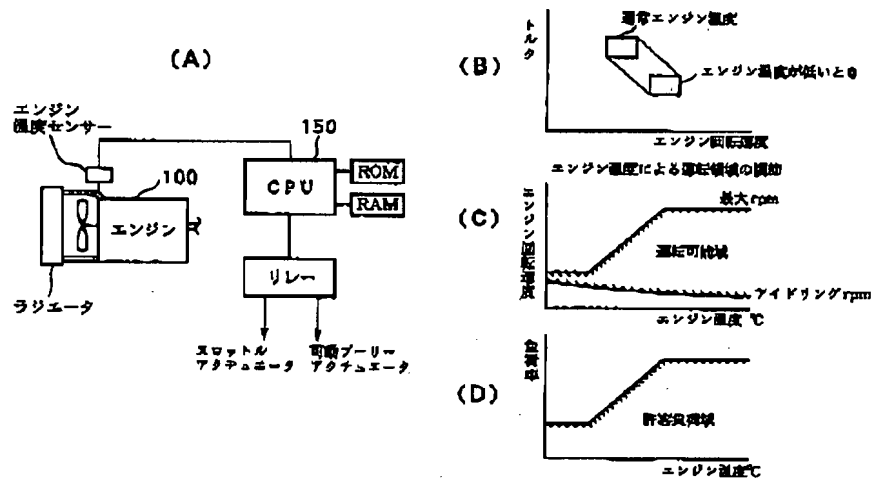 (A)
エンジン
温度センサー
100
エンジン
ラジエータ
150
CPU
ROM
RAM
リレー
スロットル
アクチュエータ
可動プーリー
アクチュエータ
(B)
トルク
通常エンジン温度
エンジン温度が低いとき
エンジン回転速度
エンジン温度による運転領域の調節
(C)
エンジン回転速度
最大rpm
運転可能域
アイドリングrpm
エンジン温度 ℃
(D)
負荷率
許容負荷域
エンジン温度℃